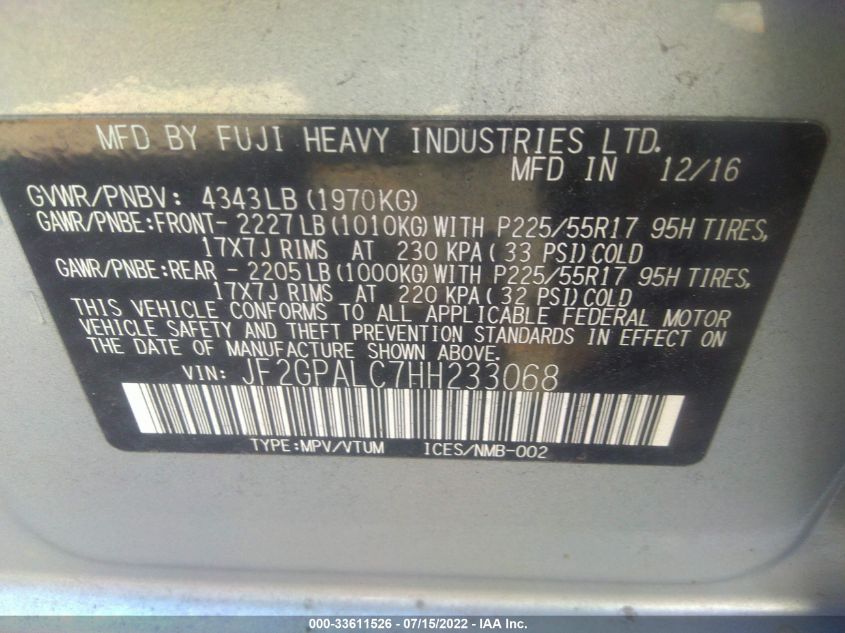 MFD BY FUJI HEAVY INDUSTRIES LTD.
MFD IN 12/16
GVWR/PNBV: 4343LB(1970KG)
GAWR/PNBE:FRONT- 2227LB(1010KG)WITH P225/55R17 95H TIRES,
17X7J RIMS AT 230 KPA(33 PSI)COLD
GAWR/PNBE:REAR - 2205LB(1000KG)WITH P225/55R17 95H TIRES,
17X7J RIMS AT 220 KPA(32 PSI)COLD
THIS VEHICLE CONFORMS TO ALL APPLICABLE FEDERAL MOTOR
VEHICLE SAFETY AND THEFT PREVENTION STANDARDS IN EFFECT ON
THE DATE OF MANUFACTURE SHOWN ABOVE.
VIN: JF2GPALC7HH233068
TYPE:MPV/VTUM ICES/NMB-002
000-33611526 - 07/15/2022 - IAA Inc.